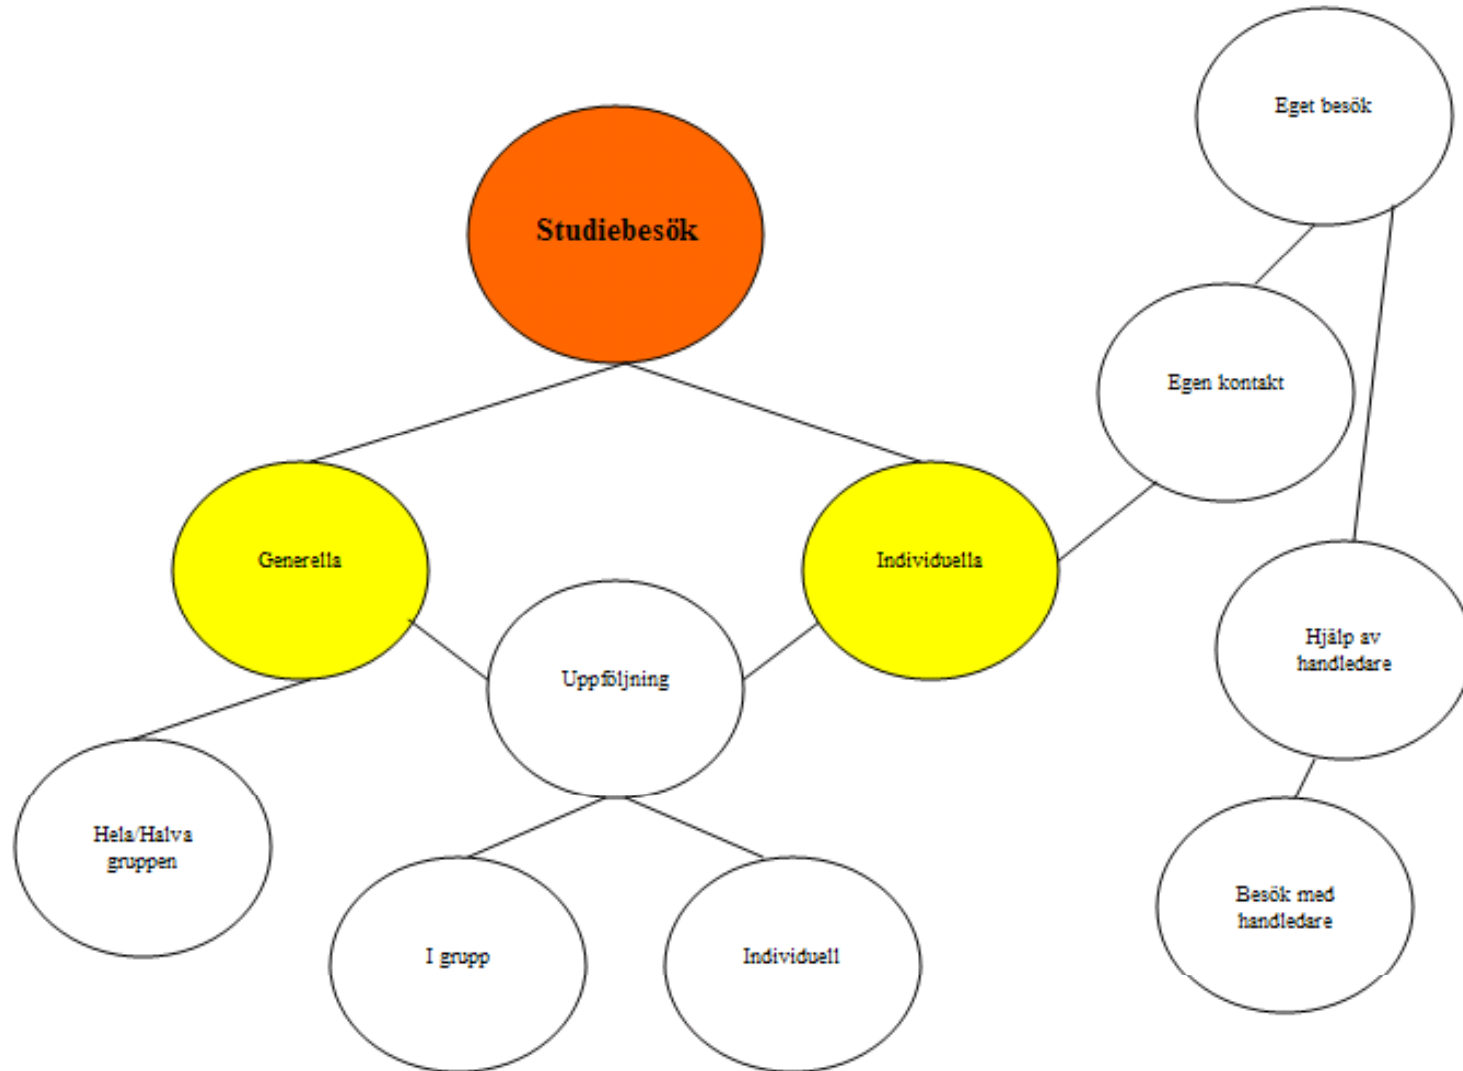 Eget besök
Studiebesök
Egen kontakt
Generella
Individuella
Uppföljning
Hjälp av
handledare
Hela/Halva
gruppen
Besök med
handledare
I grupp
Individuell